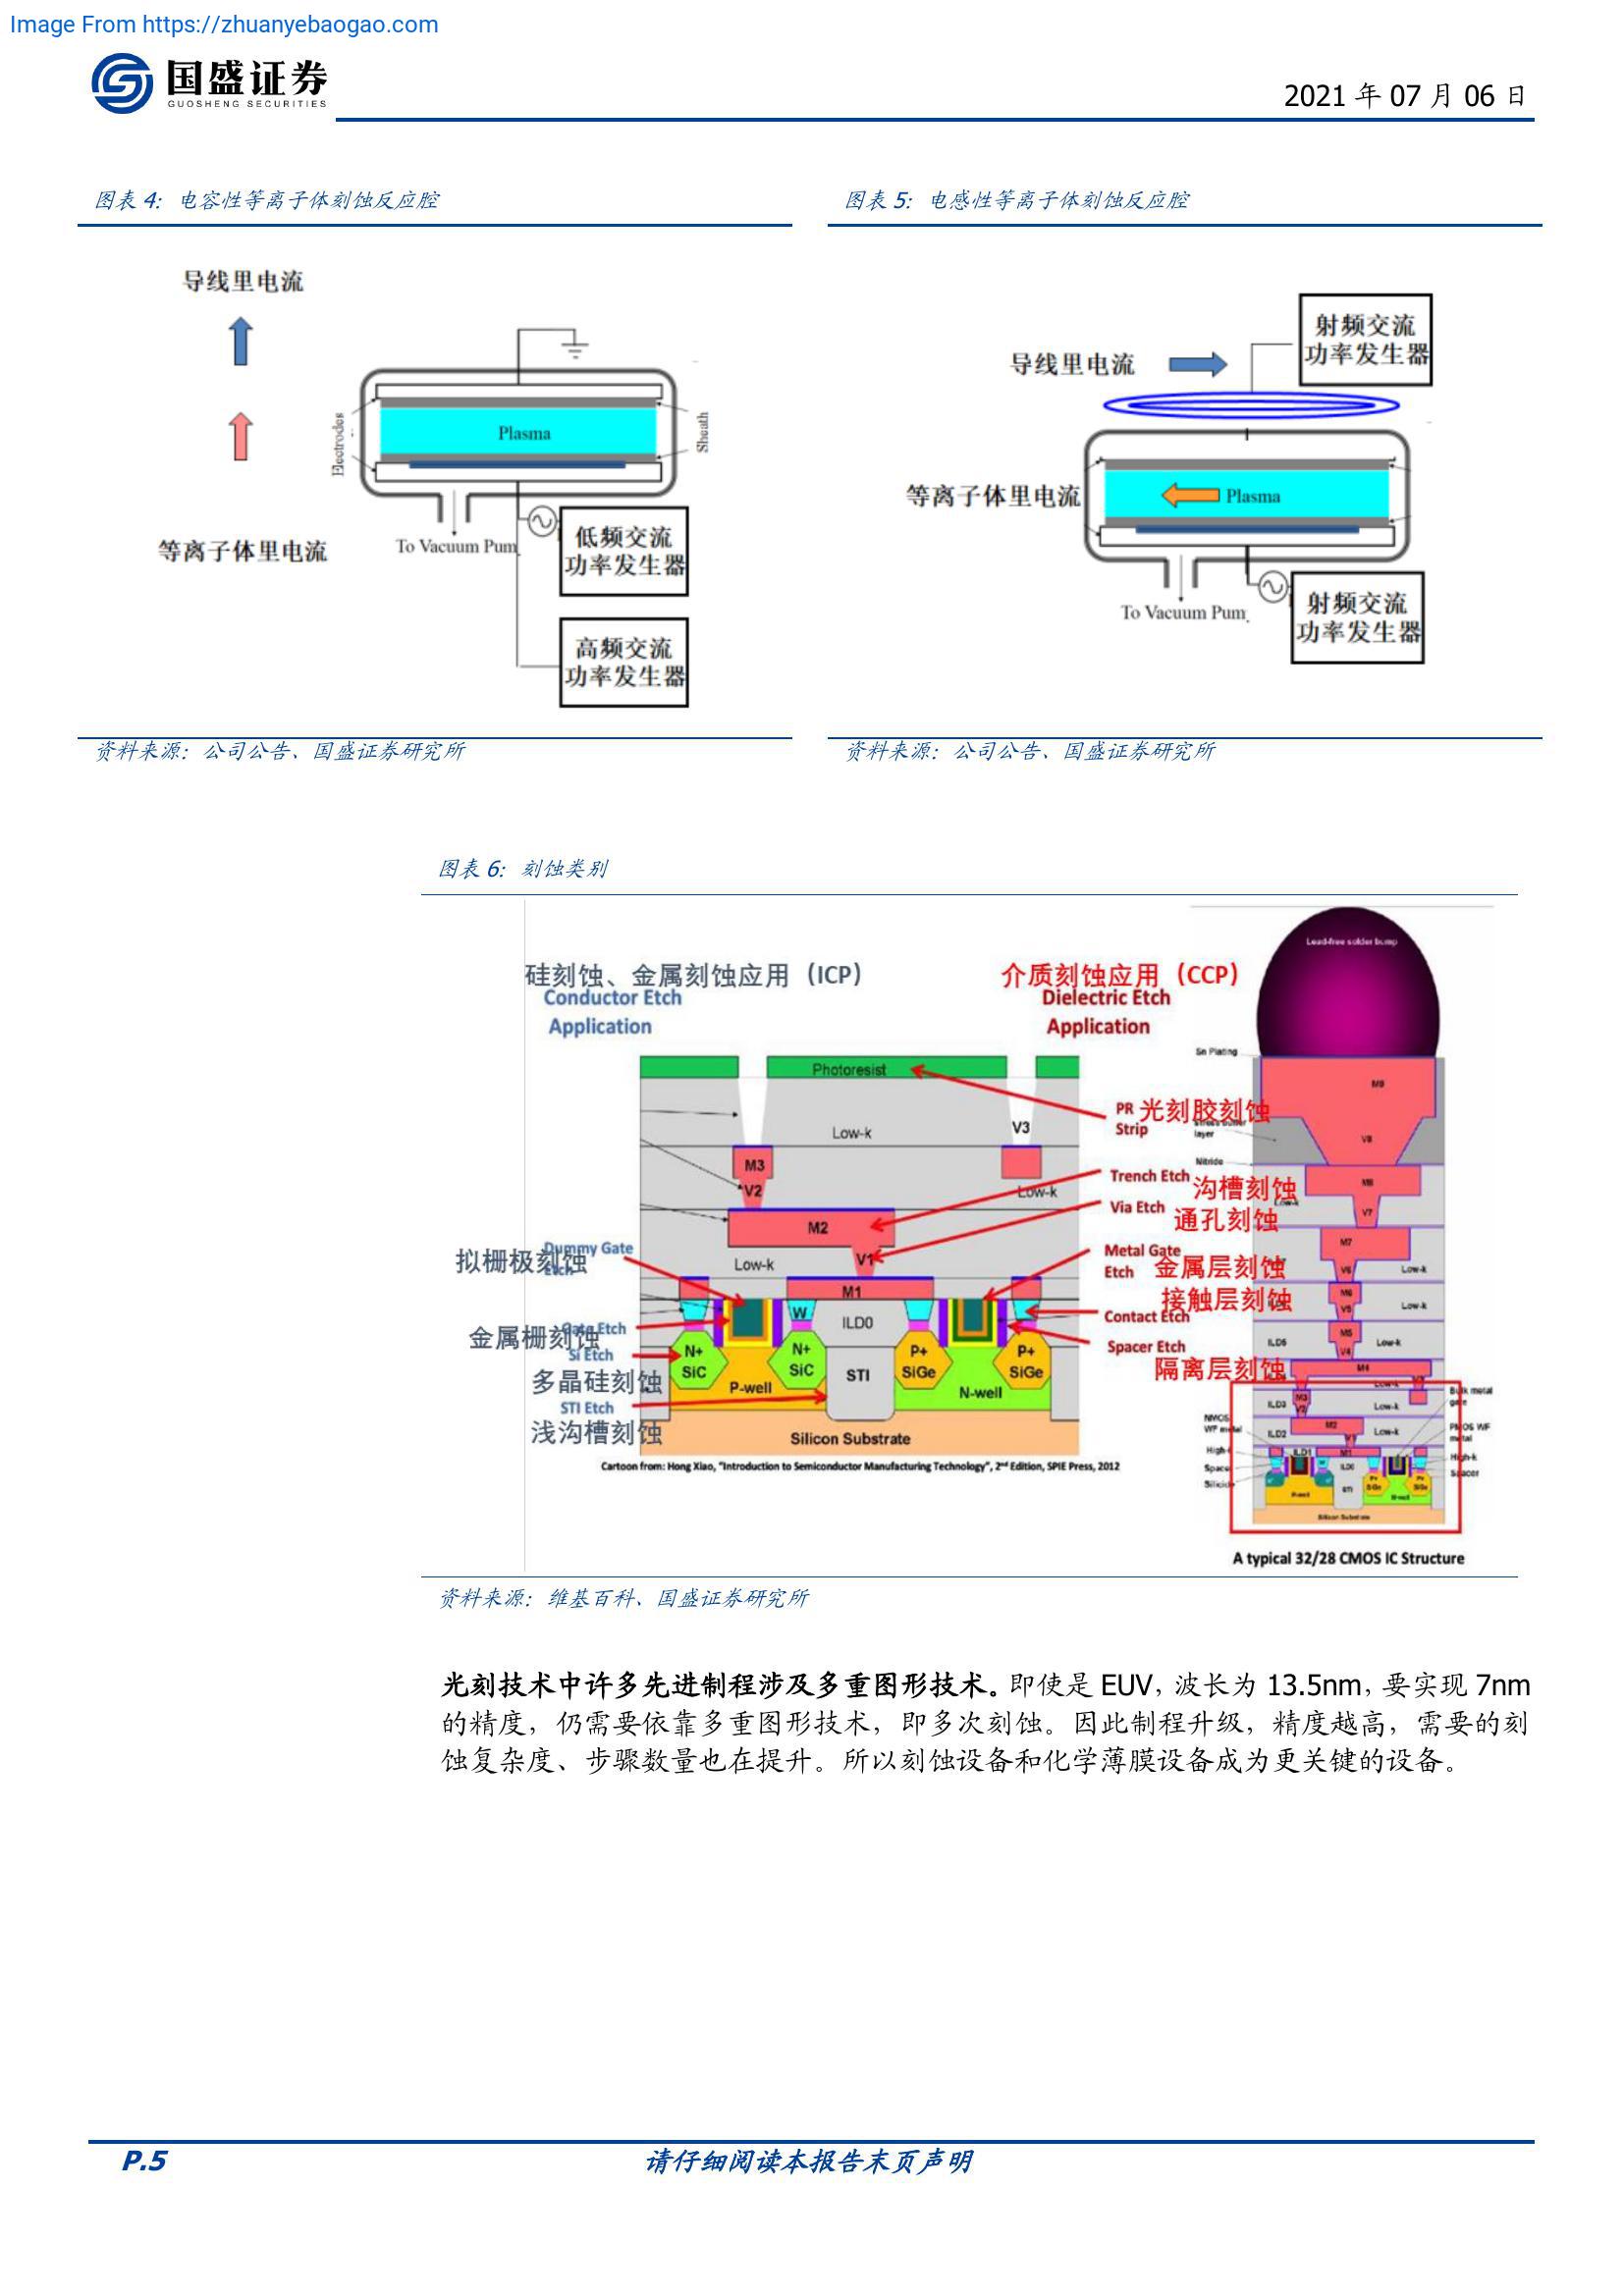 Image From https://zhuanyebaogao.com
国盛证券
GUOSHENG SECURITIES
2021 年 07 月 06 日
图表 4: 电容性等离子体刻蚀反应腔
导线里电流
Electrodes
Plasma
Sheath
等离子体里电流
To Vacuum Pum
低频交流
功率发生器
高频交流
功率发生器
资料来源：公司公告、国盛证券研究所
图表 5: 电感性等离子体刻蚀反应腔
射频交流
功率发生器
导线里电流
等离子体里电流
Plasma
To Vacuum Pum
射频交流
功率发生器
资料来源：公司公告、国盛证券研究所
图表 6: 刻蚀类别
硅刻蚀、金属刻蚀应用（ICP）
Conductor Etch
Application
介质刻蚀应用（CCP）
Dielectric Etch
Application
Photoresist
Low-k
V3
M3
V2
Low-k
M2
V1
Low-k
M1
W
ILD0
N+
SiC
N+
SiC
P+
SiGe
P+
SiGe
STI
P-well
N-well
Silicon Substrate
Dummy Gate
Etch
拟栅极刻蚀
Gate Etch
金属栅刻蚀
Si Etch
多晶硅刻蚀
STI Etch
浅沟槽刻蚀
PR 光刻胶刻蚀
Strip
Trench Etch 沟槽刻蚀
Via Etch 通孔刻蚀
Metal Gate
Etch 金属层刻蚀
接触层刻蚀
Contact Etch
Spacer Etch
隔离层刻蚀
Cartoon from: Hong Xiao, "Introduction to Semiconductor Manufacturing Technology", 2nd Edition, SPIE Press, 2012
Lead-free solder bump
Sn Plating
M9
layer
V8
Nitride
M8
V7
M7
V6
Low-k
M6
V5
Low-k
M5
ILD5
Low-k
V4
M4
M3
V2
ILD3
Low-k
M2
ILD2
Low-k
ILD1
M1
ILD0
Bulk metal
gate
NMOS
WF metal
PMOS WF
metal
High-k
Spacer
P+
SiGe
P+
SiGe
STI
P-well
N-well
Silicon Substrate
A typical 32/28 CMOS IC Structure
资料来源：维基百科、国盛证券研究所
光刻技术中许多先进制程涉及多重图形技术。即使是 EUV, 波长为 13.5nm, 要实现 7nm
的精度，仍需要依靠多重图形技术，即多次刻蚀。因此制程升级，精度越高，需要的刻
蚀复杂度、步骤数量也在提升。所以刻蚀设备和化学薄膜设备成为更关键的设备。
P.5
请仔细阅读本报告末页声明